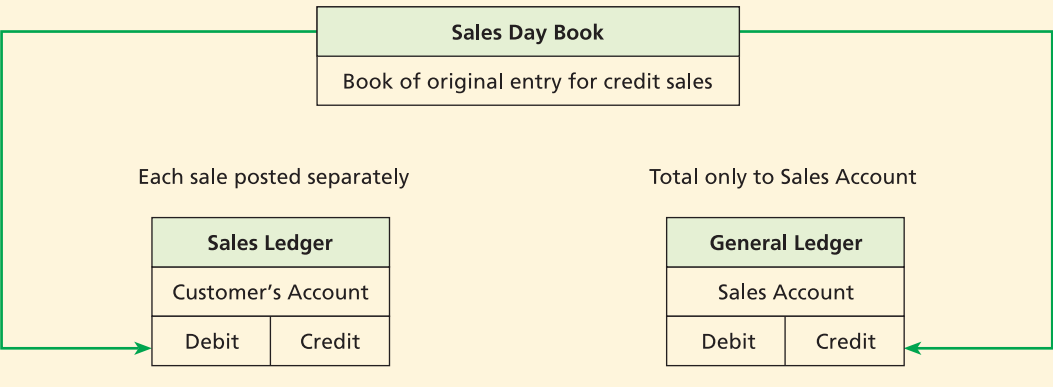 Sales Day Book
Book of original entry for credit sales
Each sale posted separately
Total only to Sales Account
Sales Ledger
General Ledger
Customer’s Account
Sales Account
Debit
Credit
Debit
Credit